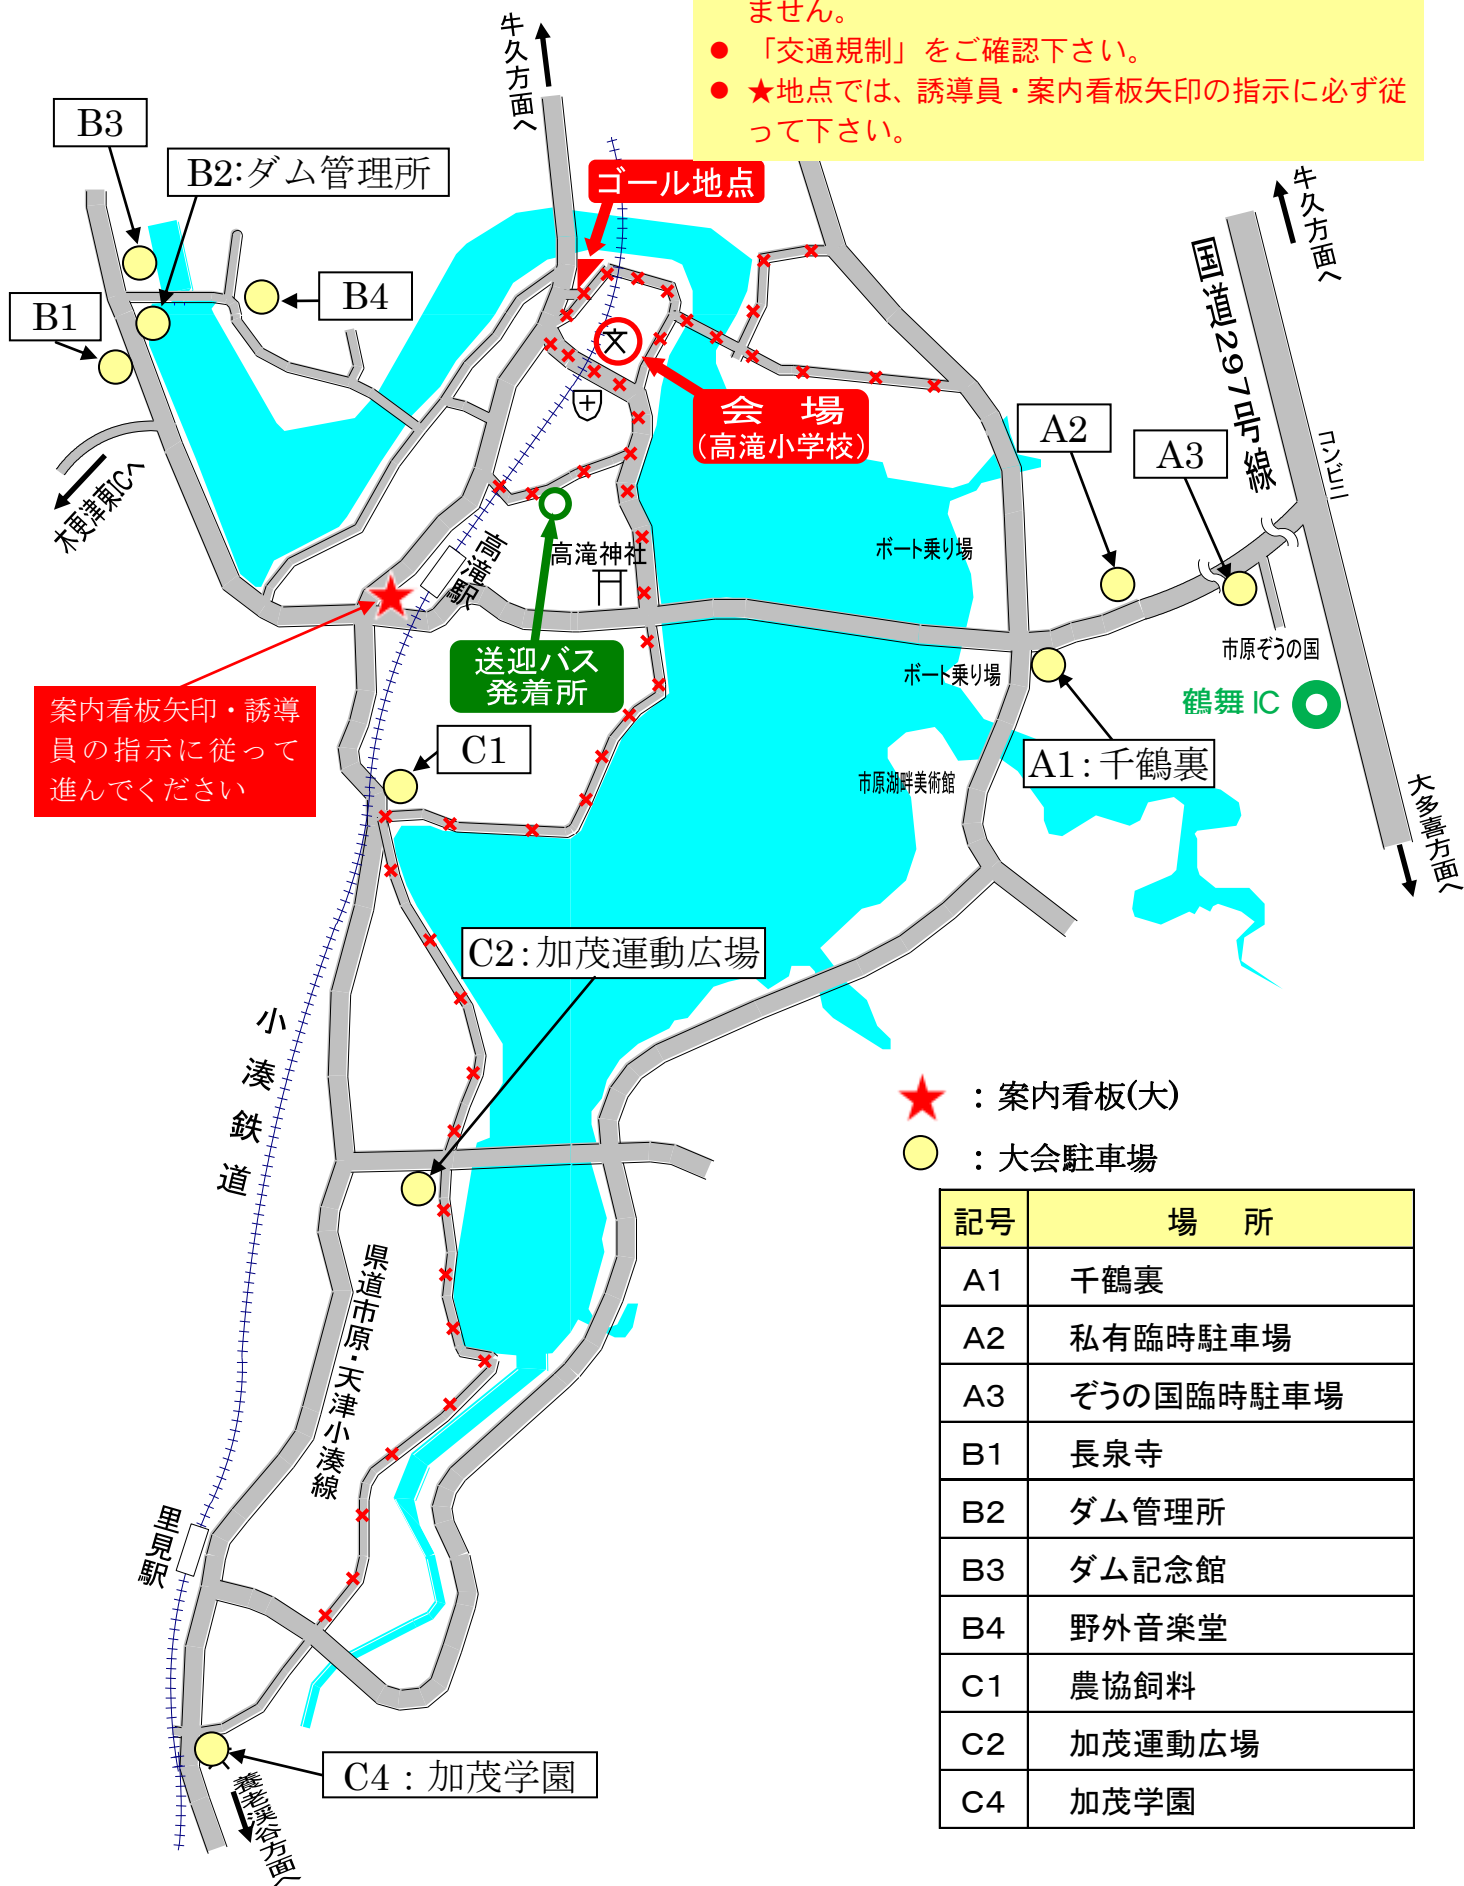 ません。
● 「交通規制」をご確認下さい。
● ★地点では、誘導員・案内看板矢印の指示に必ず従
って下さい。
牛久方面へ
B3
B2:ダム管理所
ゴール地点
牛久方面へ
国道297号線
B4
B1
文
会 場
(高滝小学校)
A2
A3
コンビニ
木更津東ICへ
高滝駅
高滝神社
ボート乗り場
送迎バス
発着所
ボート乗り場
市原ぞうの国
鶴舞 IC
案内看板矢印・誘導
員の指示に従って
進んでください
C1
A1:千鶴裏
市原湖畔美術館
大多喜方面へ
C2:加茂運動広場
小湊鉄道
★ :案内看板(大)
:大会駐車場
県道市原・天津小湊線
里見駅
C4:加茂学園
養老渓谷方面へ
記号 場 所
A1 千鶴裏
A2 私有臨時駐車場
A3 ぞうの国臨時駐車場
B1 長泉寺
B2 ダム管理所
B3 ダム記念館
B4 野外音楽堂
C1 農協飼料
C2 加茂運動広場
C4 加茂学園